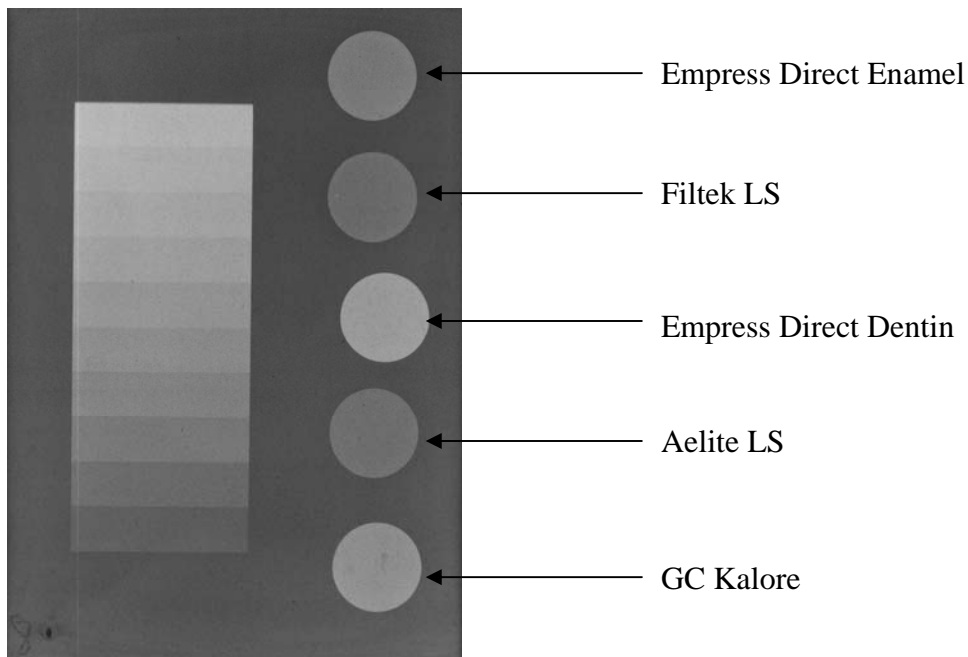 Empress Direct Enamel
Filtek LS
Empress Direct Dentin
Aelite LS
GC Kalore